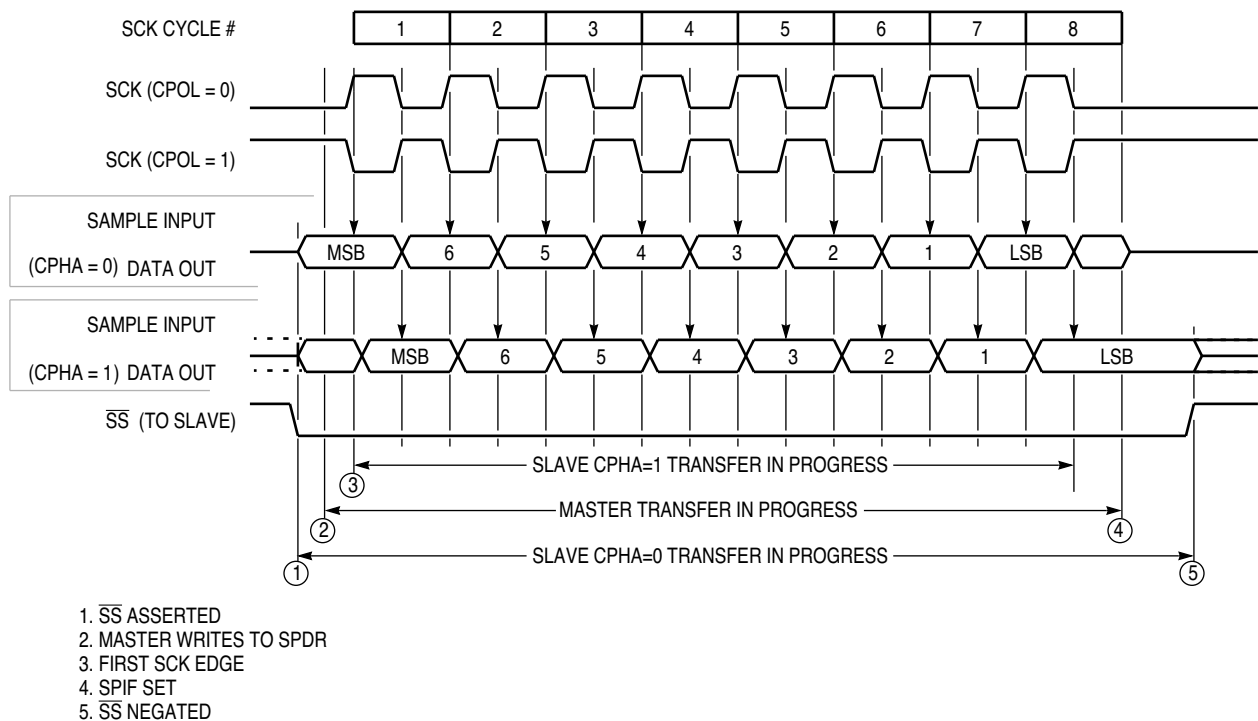 SCK CYCLE # 1 2 3 4 5 6 7 8
SCK (CPOL = 0)
SCK (CPOL = 1)
SAMPLE INPUT
(CPHA = 0) DATA OUT MSB 6 5 4 3 2 1 LSB
SAMPLE INPUT
(CPHA = 1) DATA OUT MSB 6 5 4 3 2 1 LSB
S̅S̅ (TO SLAVE)
SLAVE CPHA=1 TRANSFER IN PROGRESS
3
MASTER TRANSFER IN PROGRESS
2 4
SLAVE CPHA=0 TRANSFER IN PROGRESS
1 5
1. S̅S̅ ASSERTED
2. MASTER WRITES TO SPDR
3. FIRST SCK EDGE
4. SPIF SET
5. S̅S̅ NEGATED